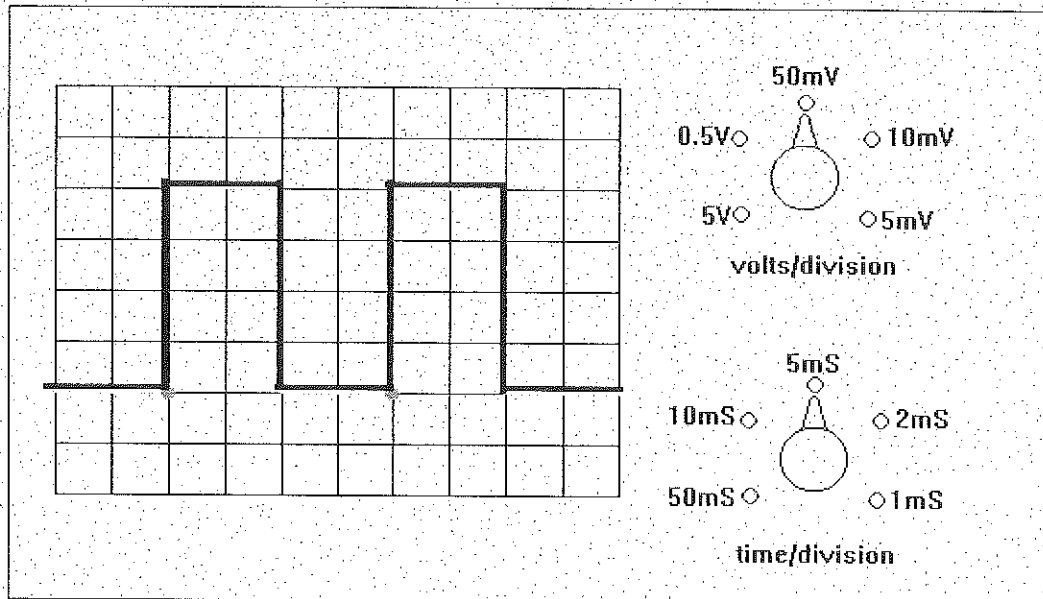 50mV
0.5V 10mV
5V 5mV
volts/division
5mS
10mS 2mS
50mS 1mS
time/division